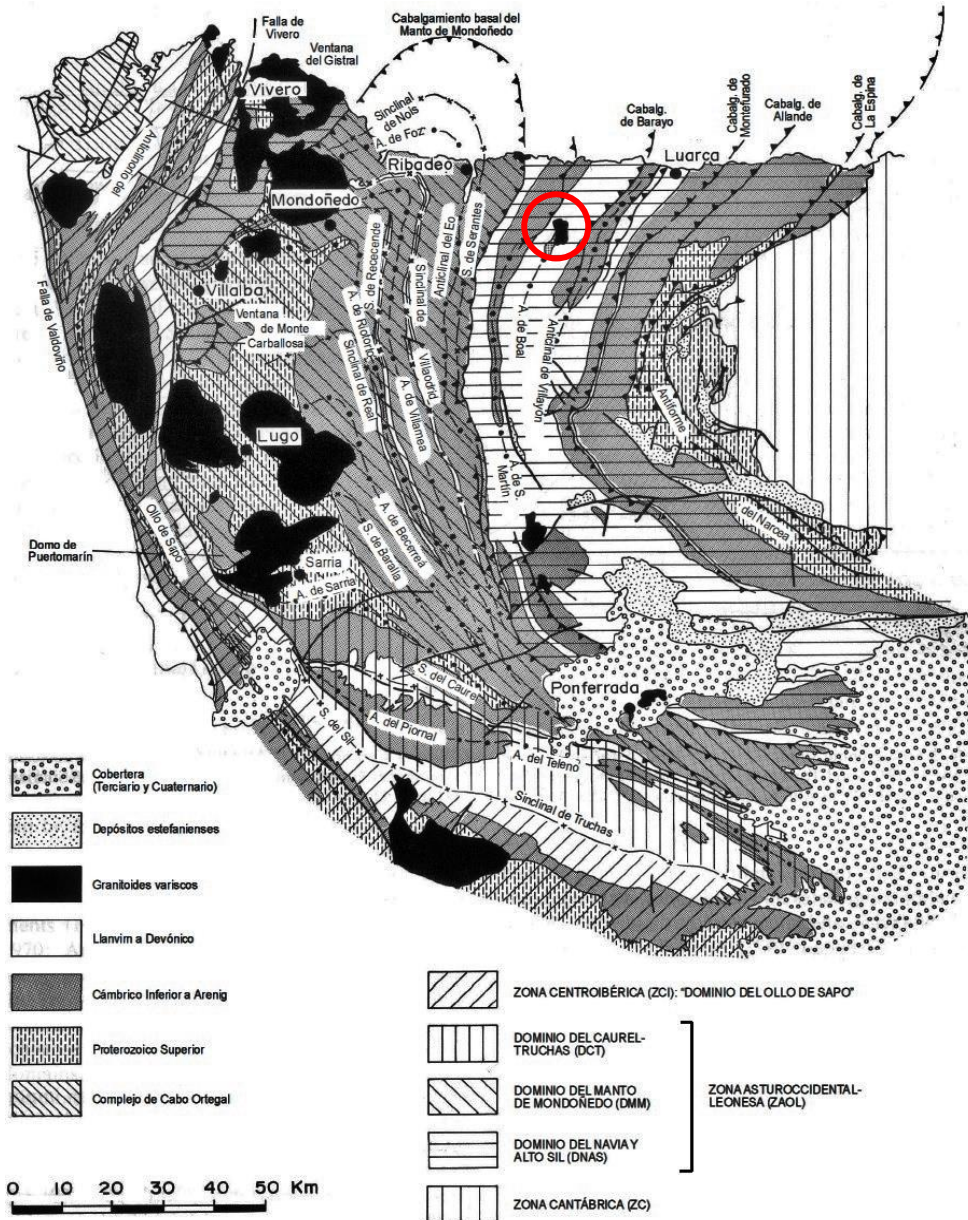 Falla de
Vivero
Ventana
del Gistral
Cabalgamiento basal del
Manto de Mondoñedo
Vivero
Sinclinal
de Nois
A. de Foz
Ribadeo
Cabalg.
de Barayo
Cabalg. de
Montefurado
Cabalg. de
Allande
Cabalg. de
La Espina
Luarca
Anticlinorio del
Mondoñedo
Villalba
Ventana
de Monte
Carballosa
Falla de Valdoviño
S. de Rececende
A. de Riotorto
Sinclinal de Real
Sinclinal de
Villaodrid
Anticlinal del Eo
S. de Serantes
A. de Villamea
A. de Boal
Anticlinal de Villayón
A. de S.
Martín
Antiforme
del Narcea
Lugo
Ollo de Sapo
Domo de
Puertomarín
Sarria
A. de Sarria
A. de Becerreá
S. de Baralla
S. del Caurel
A. del Piornal
S. del Sil
Ponferrada
A. del Teleno
Sinclinal de Truchas
Cobertera
(Terciario y Cuaternario)
Depósitos estefanienses
Granitoides variscos
Llanvim a Devónico
Cámbrico Inferior a Arenig
Proterozoico Superior
Complejo de Cabo Ortegal
ZONA CENTROIBÉRICA (ZCI): "DOMINIO DEL OLLO DE SAPO"
DOMINIO DEL CAUREL-
TRUCHAS (DCT)
DOMINIO DEL MANTO
DE MONDOÑEDO (DMM)
DOMINIO DEL NAVIA Y
ALTO SIL (DNAS)
ZONA ASTUROCCIDENTAL-
LEONESA (ZAOL)
ZONA CANTÁBRICA (ZC)
0 10 20 30 40 50 Km